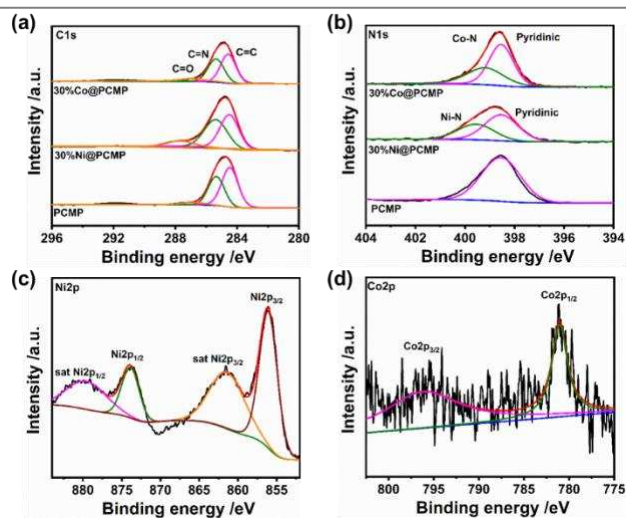 (a)
C1s
C=N
C=C
C=O
30%Co@PCMP
30%Ni@PCMP
PCMP
Intensity /a.u.
296 292 288 284 280
Binding energy /eV
(b)
N1s
Co-N
Pyridinic
30%Co@PCMP
Ni-N
Pyridinic
30%Ni@PCMP
PCMP
Intensity /a.u.
404 402 400 398 396 394
Binding energy /eV
(c)
Ni2p
Ni2p3/2
Ni2p1/2
sat Ni2p3/2
sat Ni2p1/2
Intensity /a.u.
880 875 870 865 860 855
Binding energy /eV
(d)
Co2p
Co2p1/2
Co2p3/2
Intensity /a.u.
800 795 790 785 780 775
Binding energy /eV